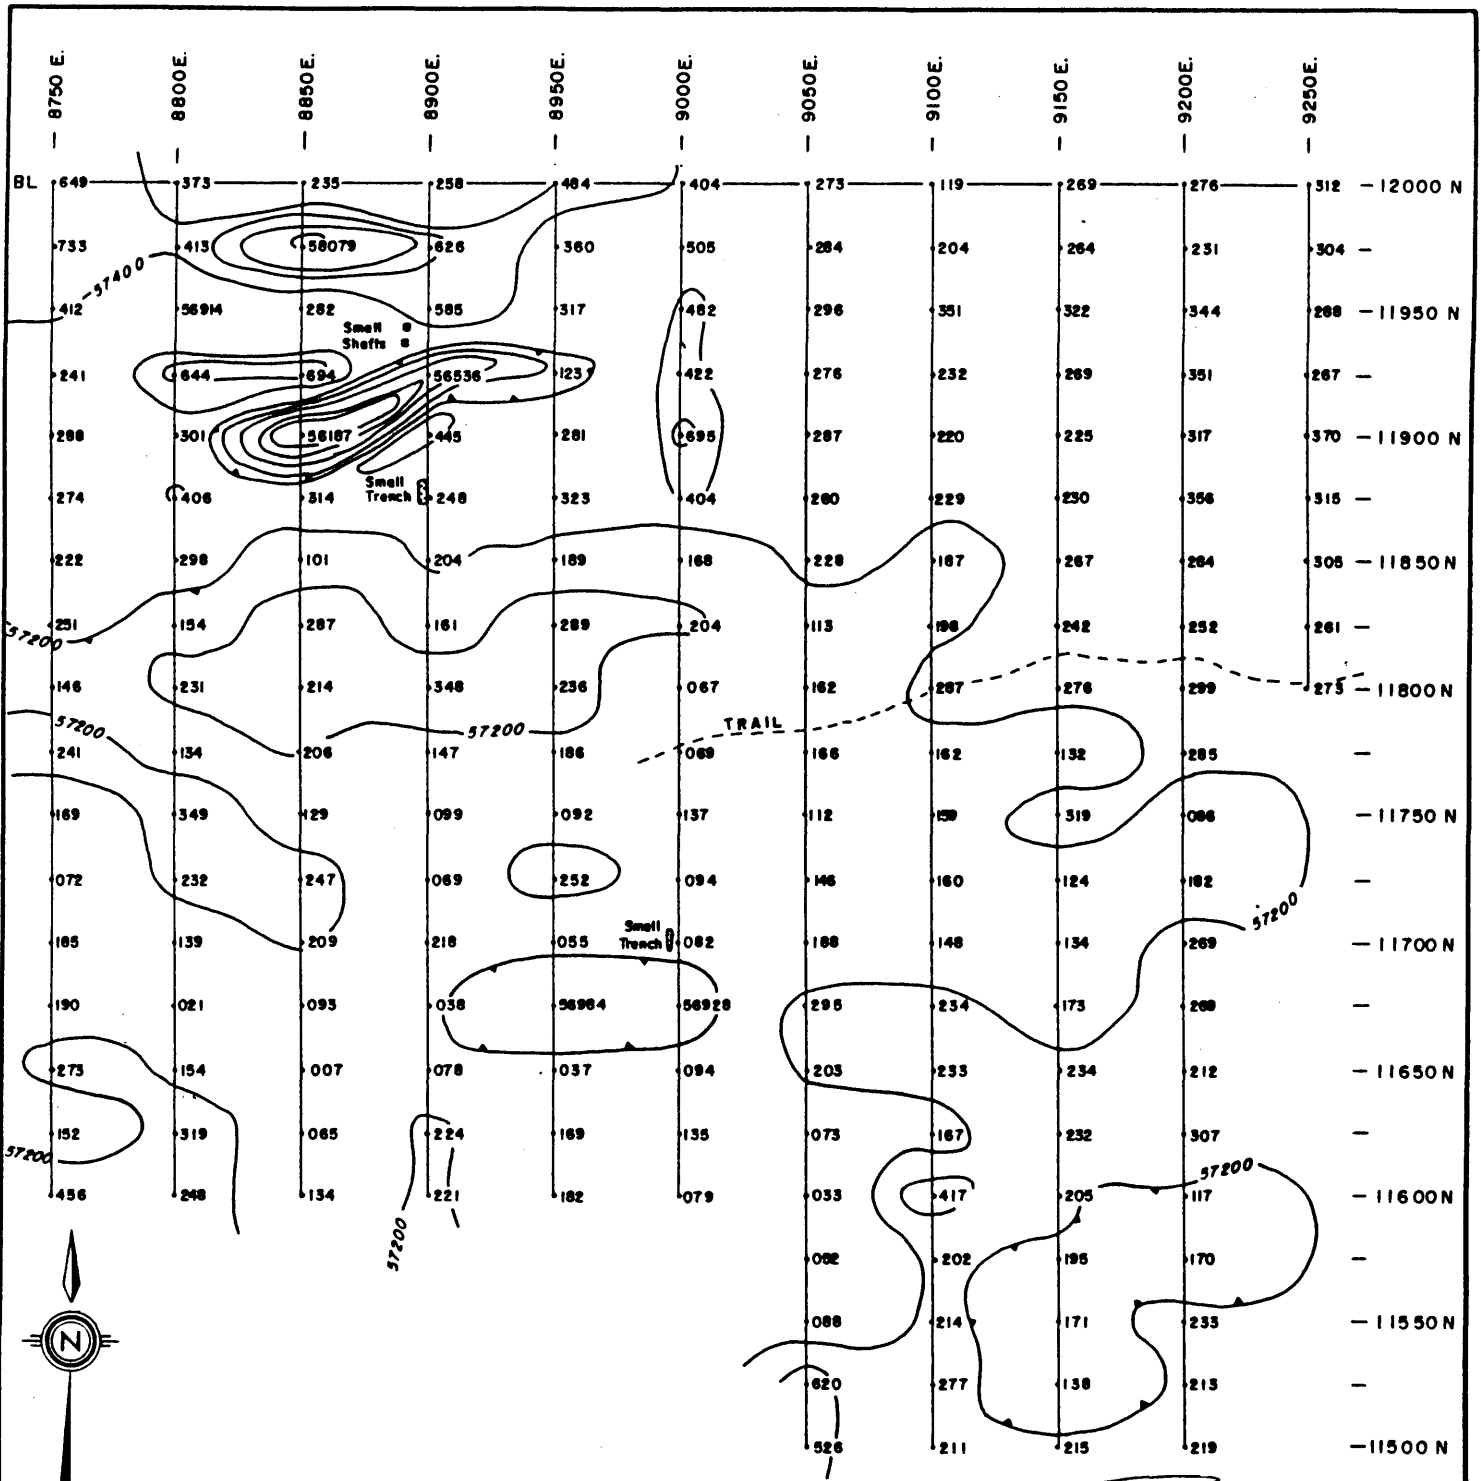 8750 E. 8800E. 8850E. 8900E. 8950E. 9000E. 9050E. 9100E. 9150 E. 9200E. 9250E.
BL 649 373 235 258 484 404 273 119 269 276 312 12000 N
733 413 58079 626 360 505 284 204 264 231 304
57400
412 56914 282 585 317 482 296 351 322 344 288 11950 N
Small
Shafts
241 644 694 56536 123 422 276 232 269 351 267
288 301 56187 445 281 695 287 220 225 317 370 11900 N
Small
Trench
274 406 314 248 323 404 280 229 230 356 315
222 298 101 204 189 168 228 187 267 284 305 11850 N
57200
251 154 287 161 289 204 113 198 242 252 261
146 231 214 348 236 067 162 287 276 299 273 11800 N
57200 57200 TRAIL
241 134 206 147 186 069 166 162 132 285
169 349 129 099 092 137 112 159 319 086 11750 N
072 232 247 069 252 094 146 160 124 182
57200
Small
Trench
185 139 209 218 055 082 188 148 134 269 11700 N
190 021 093 038 56984 56928 295 234 173 268
273 154 007 078 037 094 203 233 234 212 11650 N
152 319 065 224 169 135 073 167 232 307
57200 57200
456 248 134 221 182 079 033 417 205 117 11600 N
57200
082 202 195 170
N
088 214 171 233 11550 N
620 277 138 213
526 211 215 219 11500 N